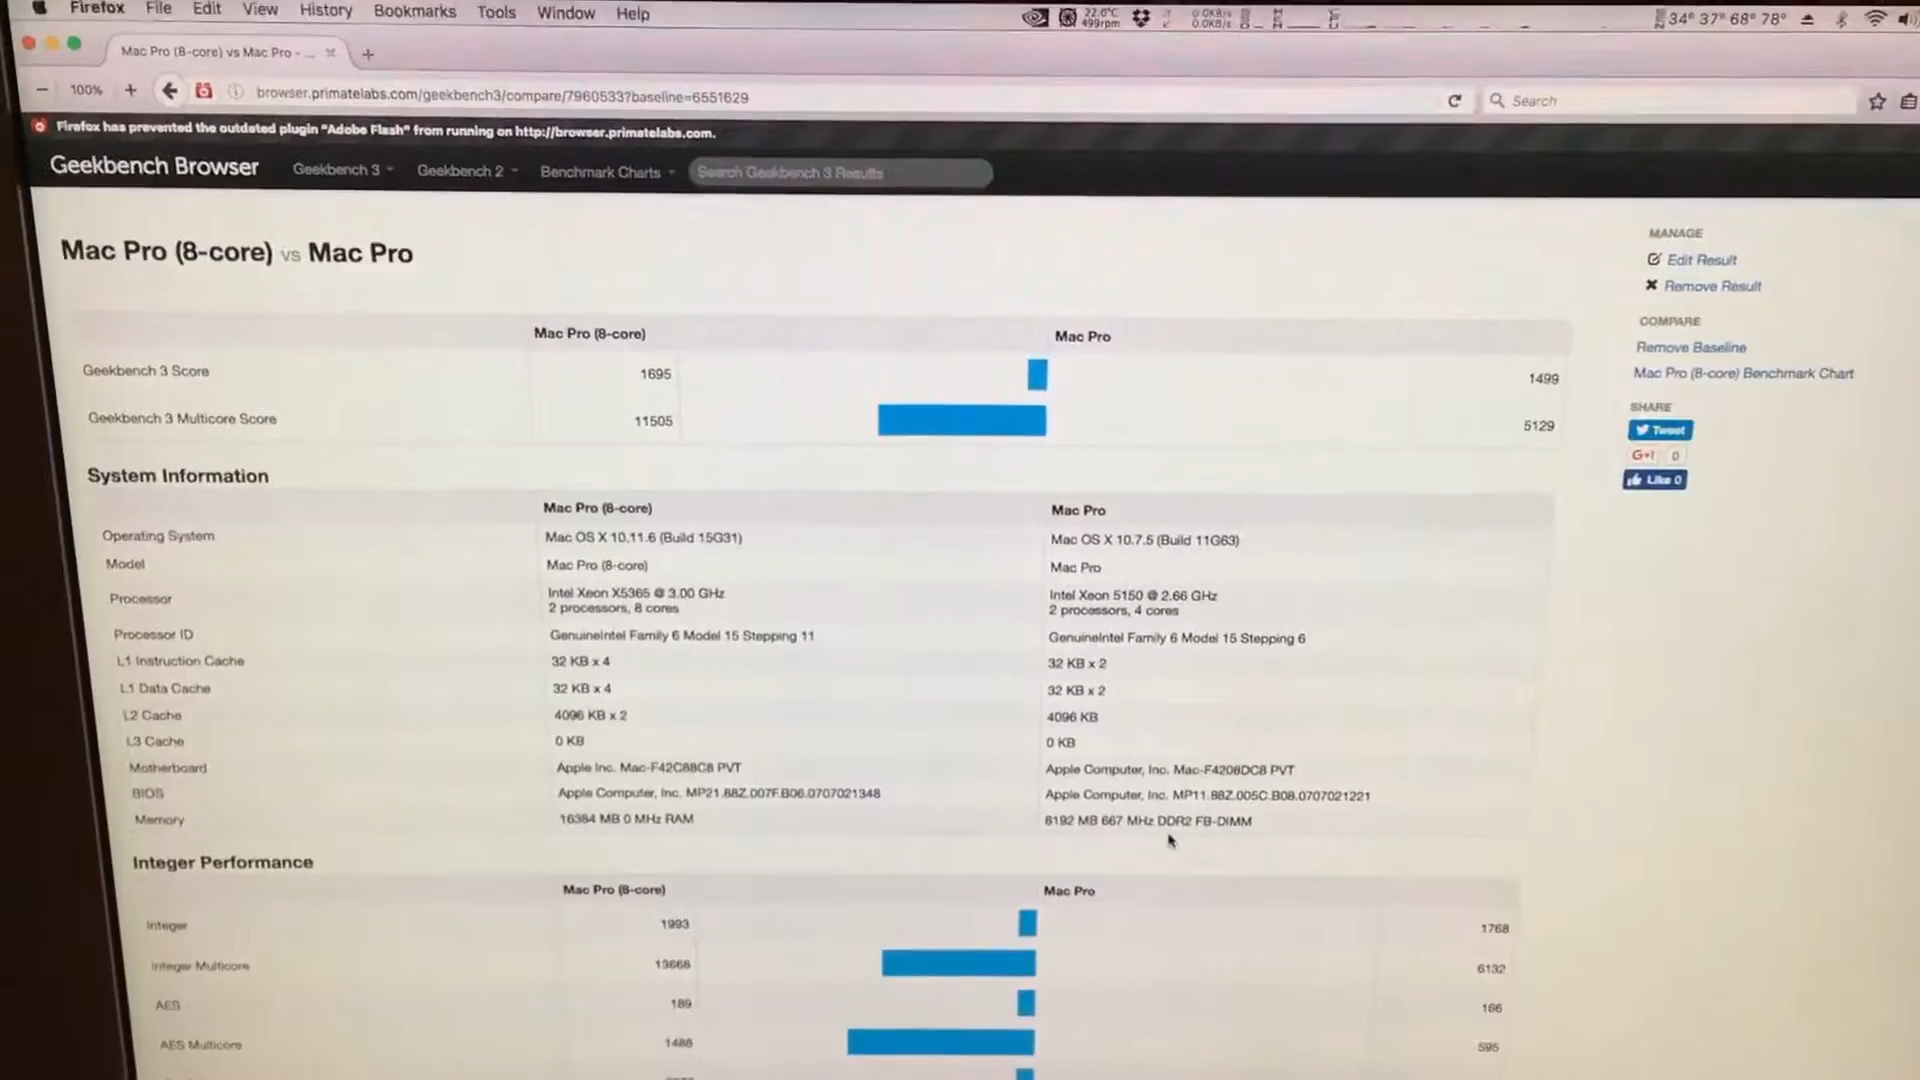 Firefox File Edit View History Bookmarks Tools Window Help
22.0°C 499rpm 0.0KB/s 0.0KB/s 34° 37° 68° 78°
Mac Pro (8-core) vs Mac Pro - ...
100% browser.primatelabs.com/geekbench3/compare/7960533?baseline=6551629 Search
Firefox has prevented the outdated plugin "Adobe Flash" from running on http://browser.primatelabs.com.
Geekbench Browser Geekbench 3 Geekbench 2 Benchmark Charts Search Geekbench 3 Results
Mac Pro (8-core) vs Mac Pro
MANAGE
Edit Result
Remove Result
COMPARE
Remove Baseline
Mac Pro (8-core) Benchmark Chart
SHARE
Tweet
G+1 0
Like 0
Mac Pro (8-core) Mac Pro
Geekbench 3 Score 1695 1499
Geekbench 3 Multicore Score 11505 5129
System Information
Mac Pro (8-core) Mac Pro
Operating System Mac OS X 10.11.6 (Build 15G31) Mac OS X 10.7.5 (Build 11G63)
Model Mac Pro (8-core) Mac Pro
Processor Intel Xeon X5365 @ 3.00 GHz Intel Xeon 5150 @ 2.66 GHz
2 processors, 8 cores 2 processors, 4 cores
Processor ID GenuineIntel Family 6 Model 15 Stepping 11 GenuineIntel Family 6 Model 15 Stepping 6
L1 Instruction Cache 32 KB x 4 32 KB x 2
L1 Data Cache 32 KB x 4 32 KB x 2
L2 Cache 4096 KB x 2 4096 KB
L3 Cache 0 KB 0 KB
Motherboard Apple Inc. Mac-F42C88C8 PVT Apple Computer, Inc. Mac-F4208DC8 PVT
BIOS Apple Computer, Inc. MP21.88Z.007F.B06.0707021348 Apple Computer, Inc. MP11.88Z.005C.B08.0707021221
Memory 16384 MB 0 MHz RAM 8192 MB 667 MHz DDR2 FB-DIMM
Integer Performance
Mac Pro (8-core) Mac Pro
Integer 1993 1768
Integer Multicore 13668 6132
AES 189 166
AES Multicore 1488 595